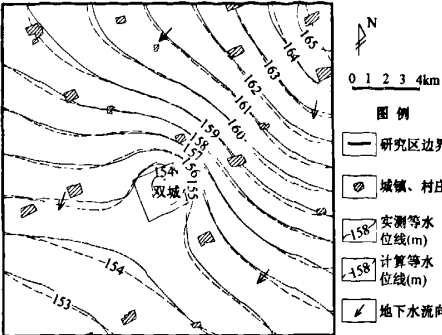 165
164
163
162
161
160
159
158
157
156
155
154
双城
154
153
N
0 1 2 3 4km
图 例
研究区边界
城镇、村庄
158
实测等水
位线(m)
158
计算等水
位线(m)
地下水流向